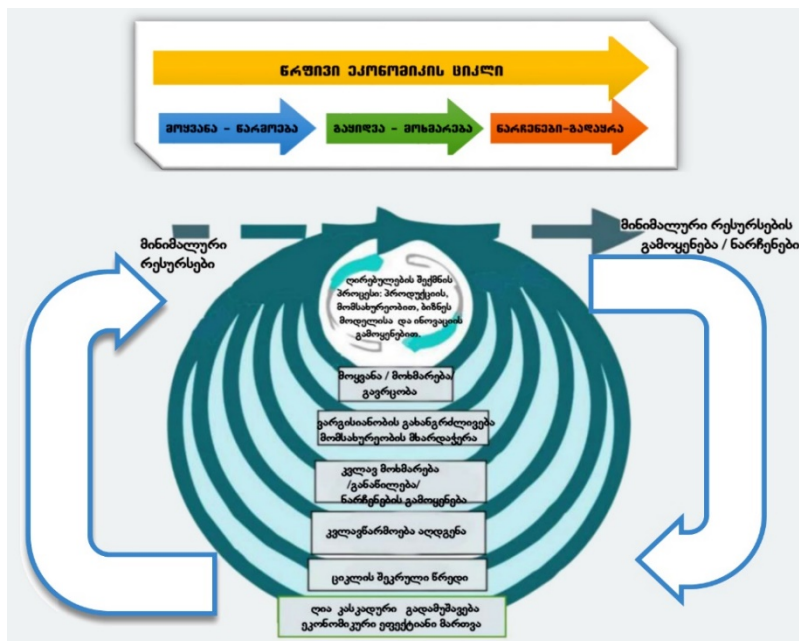 წრფივი ეკონომიკის ციკლი
მოყვანა - წარმოება
გაყიდვა - მოხმარება
ნარჩენები-გადაყრა
მინიმალური
რესურსები
მინიმალური რესურსების
გამოყენება / ნარჩენები
ღირებულების შექმნის
პროცესი: პროდუქციის,
მომსახურეობით, ბიზნეს
მოდელისა და ინოვაციის
გამოყენებით.
მოყვანა / მოხმარება/
გავრცობა
ვარგისიანობის გახანგრძლივება
მომსახურეობის მხარდაჭერა
კვლავ მოხმარება
/განაწილება/
ნარჩენების გამოყენება
კვლავწარმოება აღდგენა
ციკლის შეკრული წრედი
ღია კასკადური გადამუშავება
ეკონომიკური ეფექტიანი მართვა